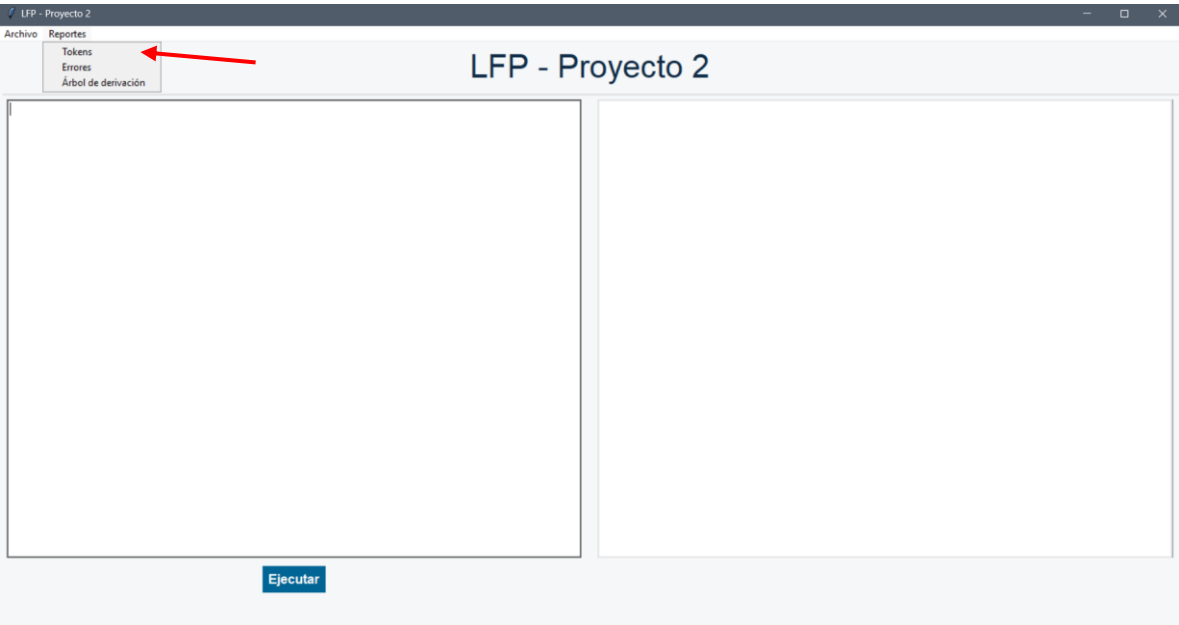 LFP - Proyecto 2
Archivo Reportes
Tokens
Errores
Árbol de derivación
LFP - Proyecto 2
Ejecutar